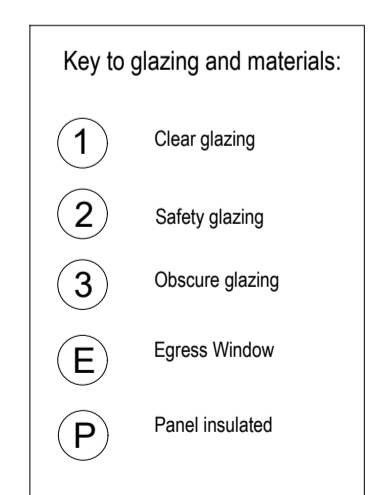 Key to glazing and materials:
1 Clear glazing
2 Safety glazing
3 Obscure glazing
E Egress Window
P Panel insulated